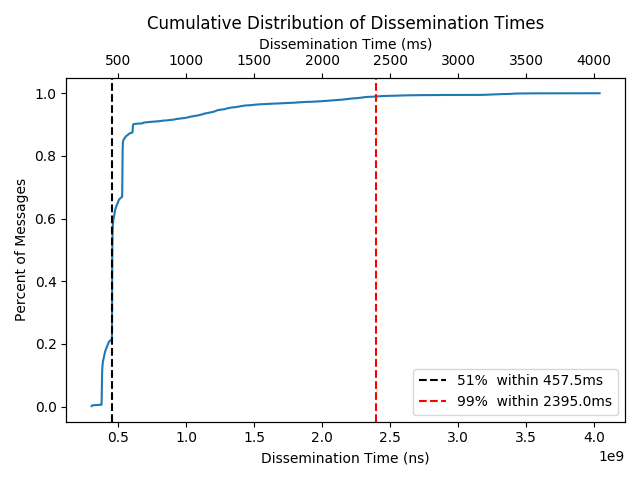 Cumulative Distribution of Dissemination Times
Dissemination Time (ms)
500 1000 1500 2000 2500 3000 3500 4000
1.0
0.8
0.6
0.4
0.2
0.0
Percent of Messages
51%  within 457.5ms
99%  within 2395.0ms
0.5 1.0 1.5 2.0 2.5 3.0 3.5 4.0
1e9
Dissemination Time (ns)